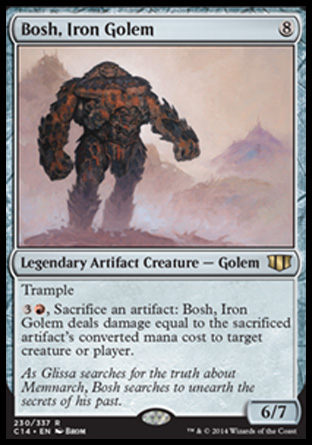 Bosh, Iron Golem 8
Legendary Artifact Creature — Golem
Trample
3, Sacrifice an artifact: Bosh, Iron
Golem deals damage equal to the sacrificed
artifact's converted mana cost to target
creature or player.
As Glissa searches for the truth about
Memnarch, Bosh searches to unearth the
secrets of his past.
6/7
230/337 R
C14 • EN Brom
™ & © 2014 Wizards of the Coast